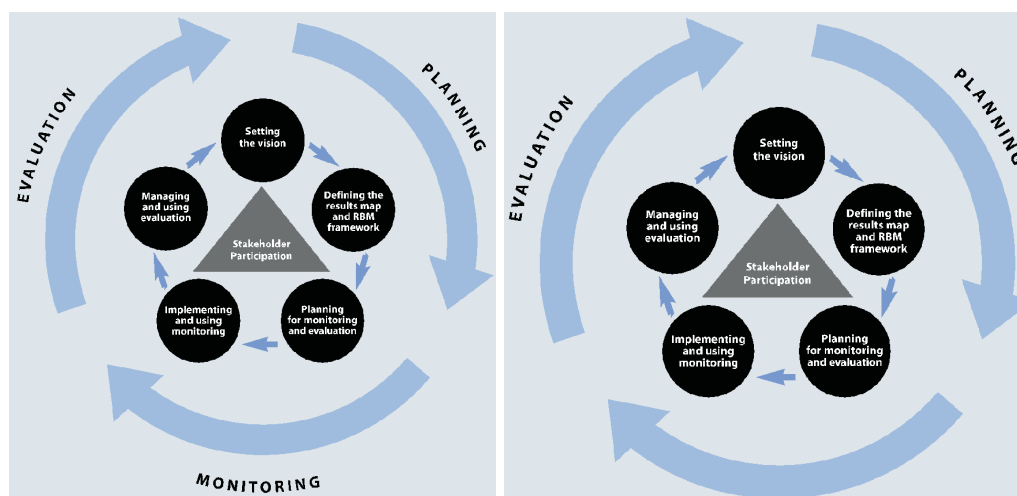 EVALUATION
PLANNING
Setting
the vision
Managing
and using
evaluation
Defining the
results map
and RBM
framework
Stakeholder
Participation
Implementing
and using
monitoring
Planning
for monitoring
and evaluation
MONITORING
EVALUATION
PLANNING
Setting
the vision
Managing
and using
evaluation
Defining the
results map
and RBM
framework
Stakeholder
Participation
Implementing
and using
monitoring
Planning
for monitoring
and evaluation